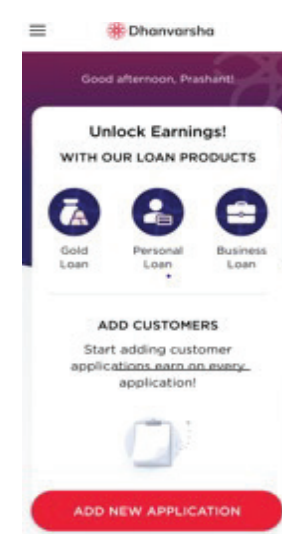 Dhanvarsha
Good afternoon, Prashant!
Unlock Earnings!
WITH OUR LOAN PRODUCTS
Gold Loan
Personal Loan
Business Loan
ADD CUSTOMERS
Start adding customer
applications earn on every
application!
ADD NEW APPLICATION